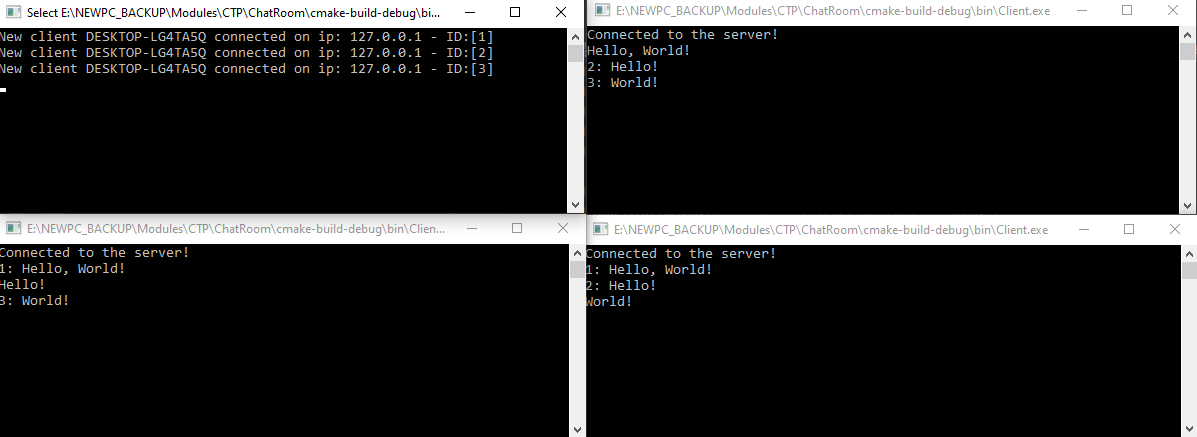 Select E:\NEWPC_BACKUP\Modules\CTP\ChatRoom\cmake-build-debug\bi...
New client DESKTOP-LG4TA5Q connected on ip: 127.0.0.1 - ID:[1]
New client DESKTOP-LG4TA5Q connected on ip: 127.0.0.1 - ID:[2]
New client DESKTOP-LG4TA5Q connected on ip: 127.0.0.1 - ID:[3]
E:\NEWPC_BACKUP\Modules\CTP\ChatRoom\cmake-build-debug\bin\Client.exe
Connected to the server!
Hello, World!
2: Hello!
3: World!
E:\NEWPC_BACKUP\Modules\CTP\ChatRoom\cmake-build-debug\bin\Clien...
Connected to the server!
1: Hello, World!
Hello!
3: World!
E:\NEWPC_BACKUP\Modules\CTP\ChatRoom\cmake-build-debug\bin\Client.exe
Connected to the server!
1: Hello, World!
2: Hello!
World!